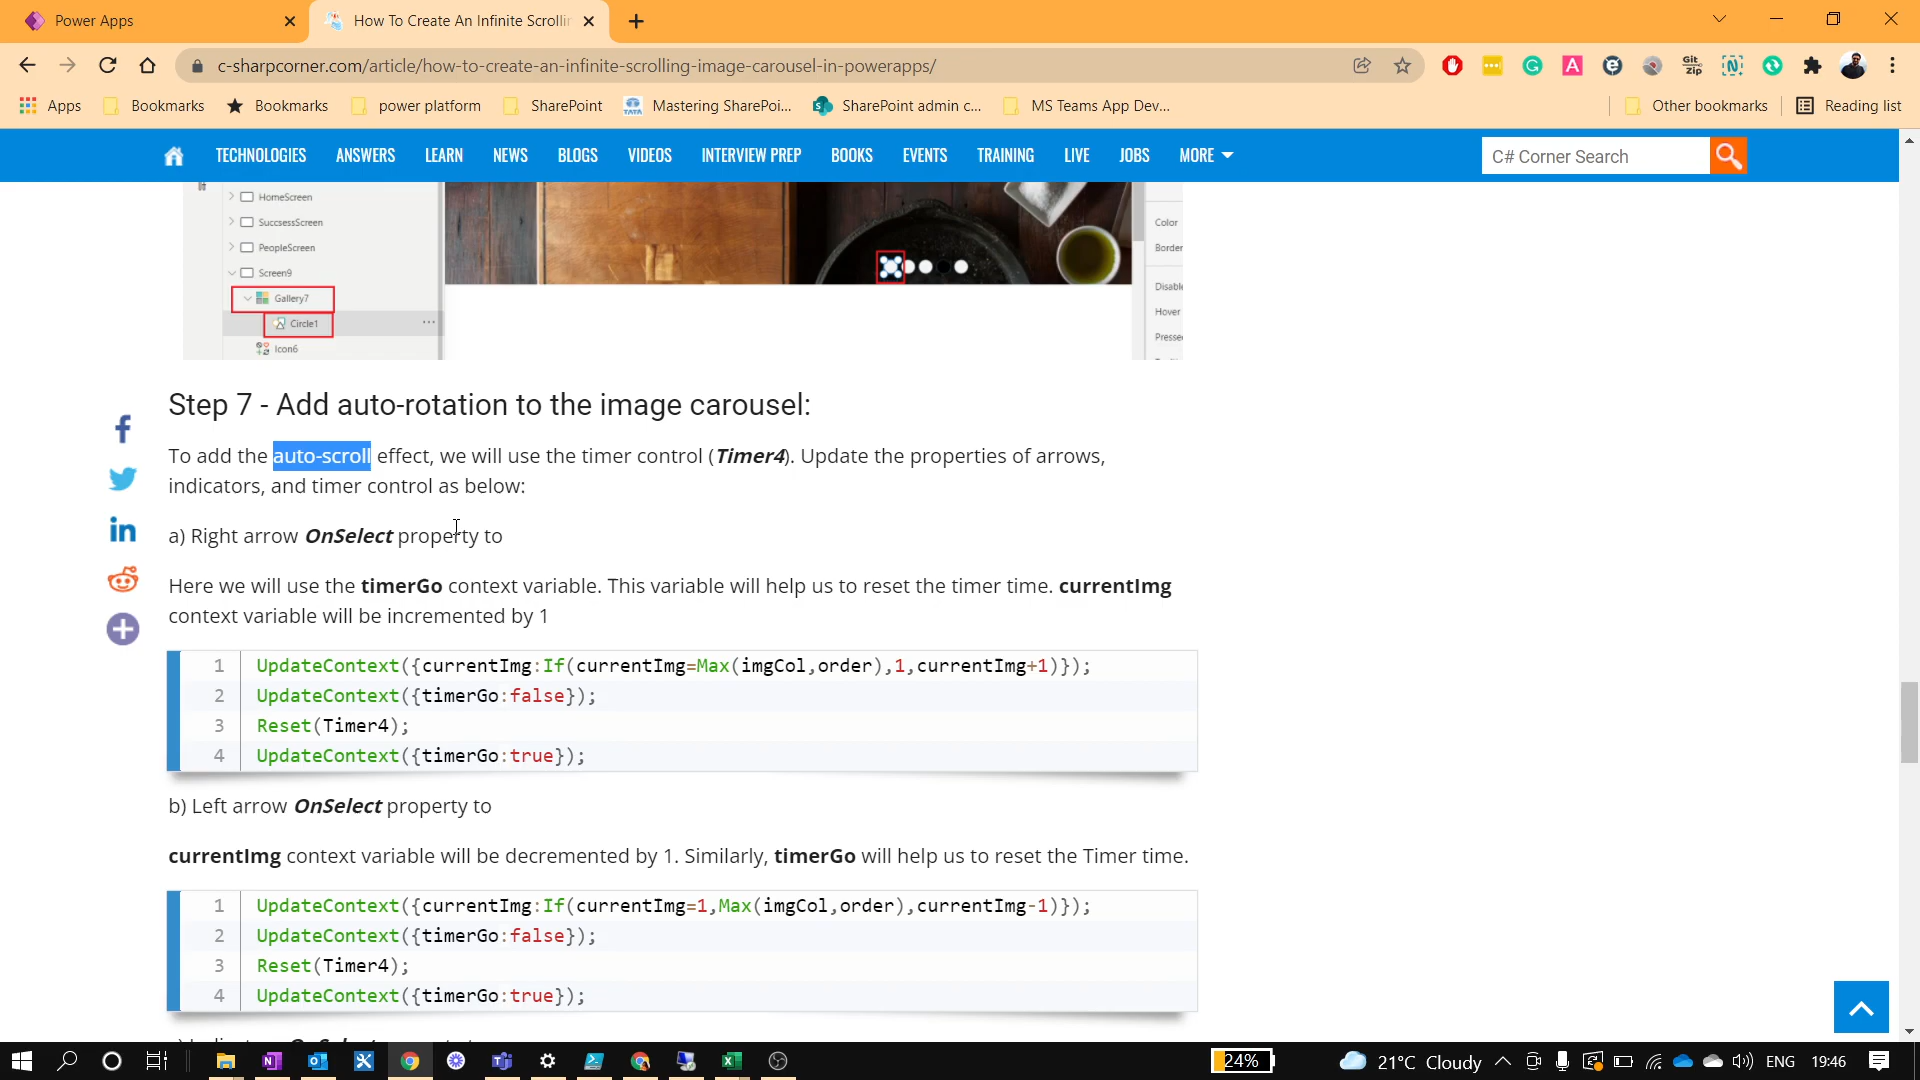 Power Apps
How To Create An Infinite Scrollin
c-sharpcorner.com/article/how-to-create-an-infinite-scrolling-image-carousel-in-powerapps/
Apps Bookmarks Bookmarks power platform SharePoint Mastering SharePoi... SharePoint admin c... MS Teams App Dev... Other bookmarks Reading list
TECHNOLOGIES ANSWERS LEARN NEWS BLOGS VIDEOS INTERVIEW PREP BOOKS EVENTS TRAINING LIVE JOBS MORE C# Corner Search
HomeScreen
SuccsessScreen
PeopleScreen
Screen9
Gallery7
Circle1
Icon6
Color
Border
Disable
Hover
Presse
Step 7 - Add auto-rotation to the image carousel:
To add the auto-scroll effect, we will use the timer control (Timer4). Update the properties of arrows,
indicators, and timer control as below:
a) Right arrow OnSelect property to
Here we will use the timerGo context variable. This variable will help us to reset the timer time. currentImg
context variable will be incremented by 1
1 UpdateContext({currentImg:If(currentImg=Max(imgCol,order),1,currentImg+1)});
2 UpdateContext({timerGo:false});
3 Reset(Timer4);
4 UpdateContext({timerGo:true});
b) Left arrow OnSelect property to
currentImg context variable will be decremented by 1. Similarly, timerGo will help us to reset the Timer time.
1 UpdateContext({currentImg:If(currentImg=1,Max(imgCol,order),currentImg-1)});
2 UpdateContext({timerGo:false});
3 Reset(Timer4);
4 UpdateContext({timerGo:true});
24% 21°C Cloudy ENG 19:46